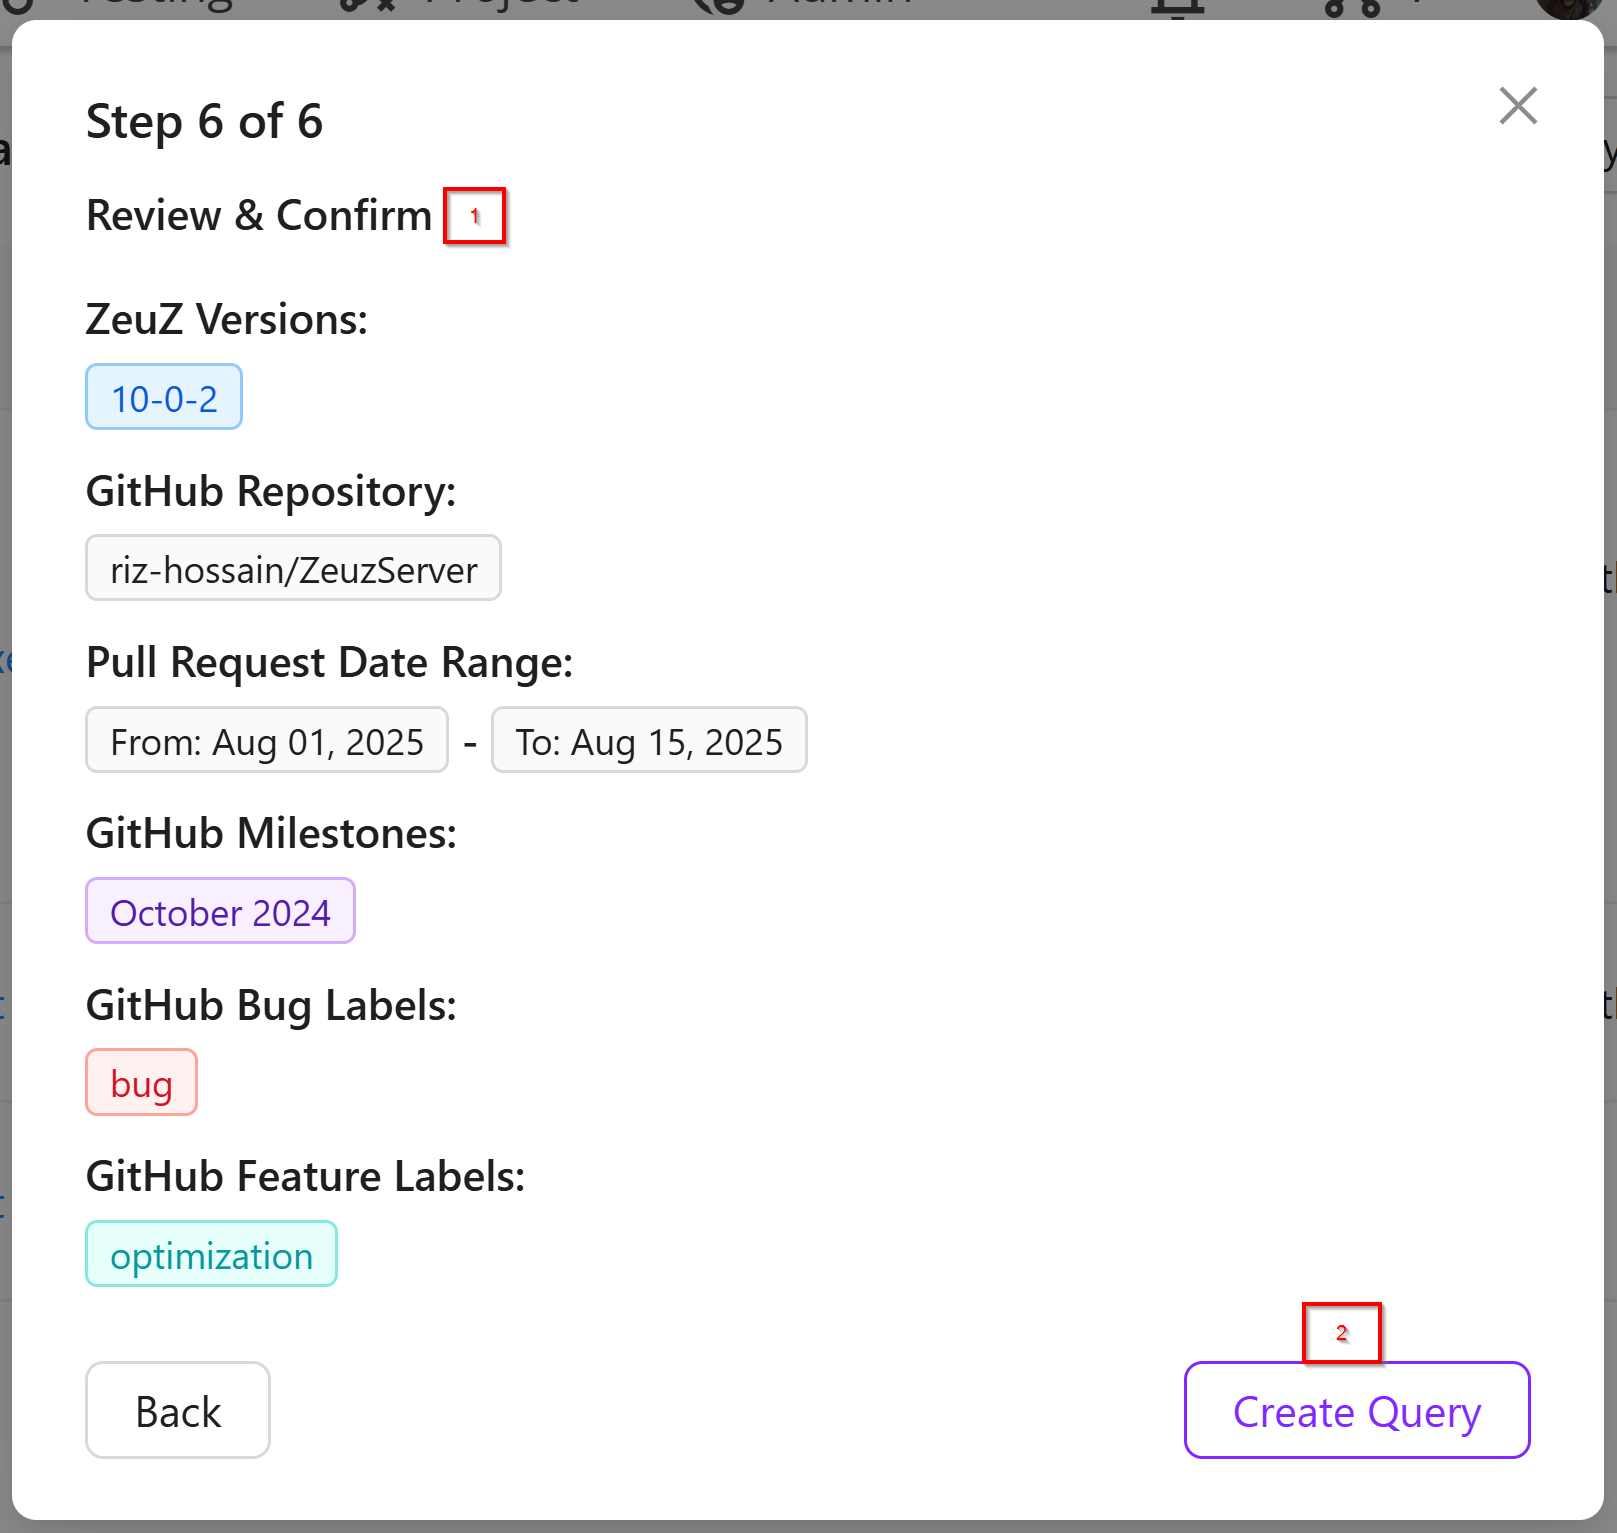 Step 6 of 6
Review & Confirm 1
ZeuZ Versions:
10-0-2
GitHub Repository:
riz-hossain/ZeuzServer
Pull Request Date Range:
From: Aug 01, 2025 - To: Aug 15, 2025
GitHub Milestones:
October 2024
GitHub Bug Labels:
bug
GitHub Feature Labels:
optimization
2
Back Create Query